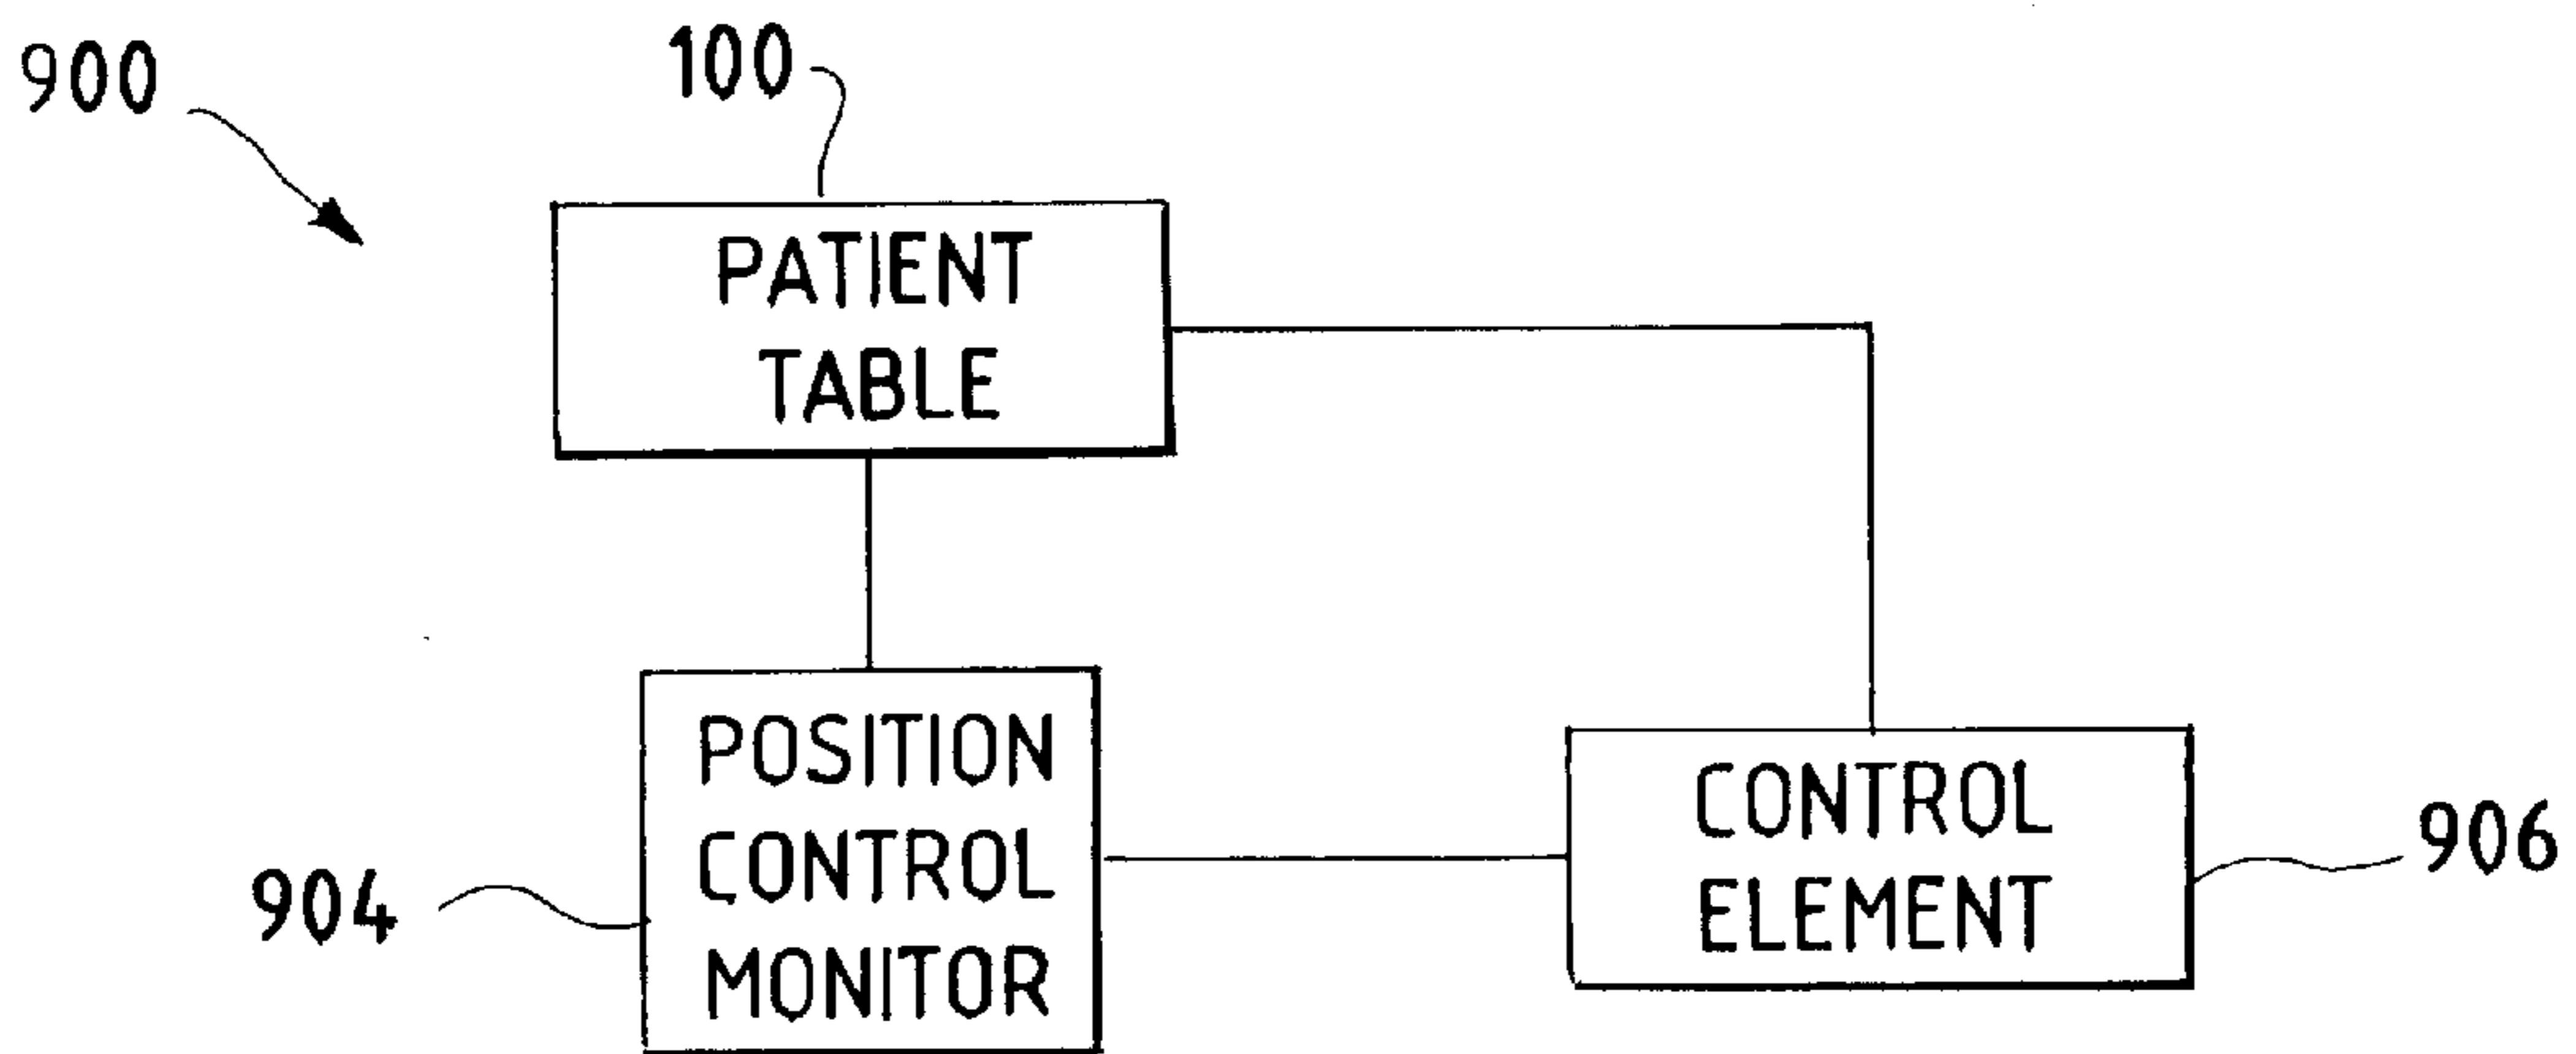 900
100
PATIENT
TABLE
POSITION
CONTROL
MONITOR
904
CONTROL
ELEMENT
906